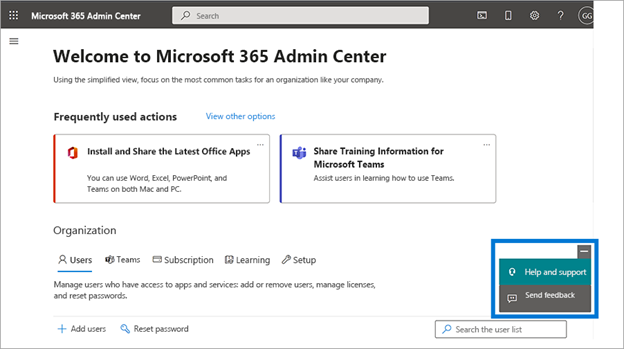 Microsoft 365 Admin Center
Search
?
GG
Welcome to Microsoft 365 Admin Center
Using the simplified view, focus on the most common tasks for an organization like your company.
Frequently used actions
View other options
Install and Share the Latest Office Apps
...
You can use Word, Excel, PowerPoint, and
Teams on both Mac and PC.
Share Training Information for
Microsoft Teams
...
Assist users in learning how to use Teams.
Organization
Users
Teams
Subscription
Learning
Setup
Manage users who have access to apps and services: add or remove users, manage licenses,
and reset passwords.
Help and support
Send feedback
Add users
Reset password
Search the user list